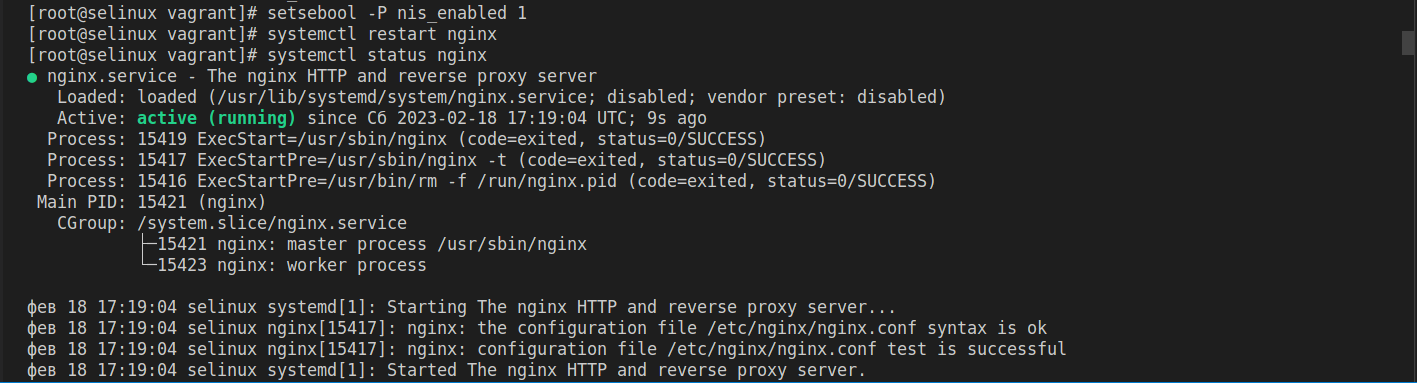 [root@selinux vagrant]# setsebool -P nis_enabled 1
[root@selinux vagrant]# systemctl restart nginx
[root@selinux vagrant]# systemctl status nginx
● nginx.service - The nginx HTTP and reverse proxy server
   Loaded: loaded (/usr/lib/systemd/system/nginx.service; disabled; vendor preset: disabled)
   Active: active (running) since Сб 2023-02-18 17:19:04 UTC; 9s ago
  Process: 15419 ExecStart=/usr/sbin/nginx (code=exited, status=0/SUCCESS)
  Process: 15417 ExecStartPre=/usr/sbin/nginx -t (code=exited, status=0/SUCCESS)
  Process: 15416 ExecStartPre=/usr/bin/rm -f /run/nginx.pid (code=exited, status=0/SUCCESS)
 Main PID: 15421 (nginx)
   CGroup: /system.slice/nginx.service
           ├─15421 nginx: master process /usr/sbin/nginx
           └─15423 nginx: worker process

фев 18 17:19:04 selinux systemd[1]: Starting The nginx HTTP and reverse proxy server...
фев 18 17:19:04 selinux nginx[15417]: nginx: the configuration file /etc/nginx/nginx.conf syntax is ok
фев 18 17:19:04 selinux nginx[15417]: nginx: configuration file /etc/nginx/nginx.conf test is successful
фев 18 17:19:04 selinux systemd[1]: Started The nginx HTTP and reverse proxy server.